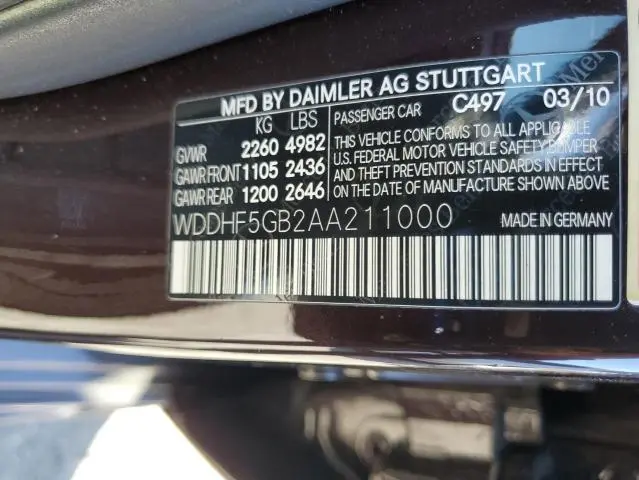 MFD BY DAIMLER AG STUTTGART
KG LBS PASSENGER CAR C497 03/10
GVWR 2260 4982
GAWR FRONT 1105 2436
GAWR REAR 1200 2646
THIS VEHICLE CONFORMS TO ALL APPLICABLE
U.S. FEDERAL MOTOR VEHICLE SAFETY, BUMPER
AND THEFT PREVENTION STANDARDS IN EFFECT
ON THE DATE OF MANUFACTURE SHOWN ABOVE
WDDHF5GB2AA211000 MADE IN GERMANY